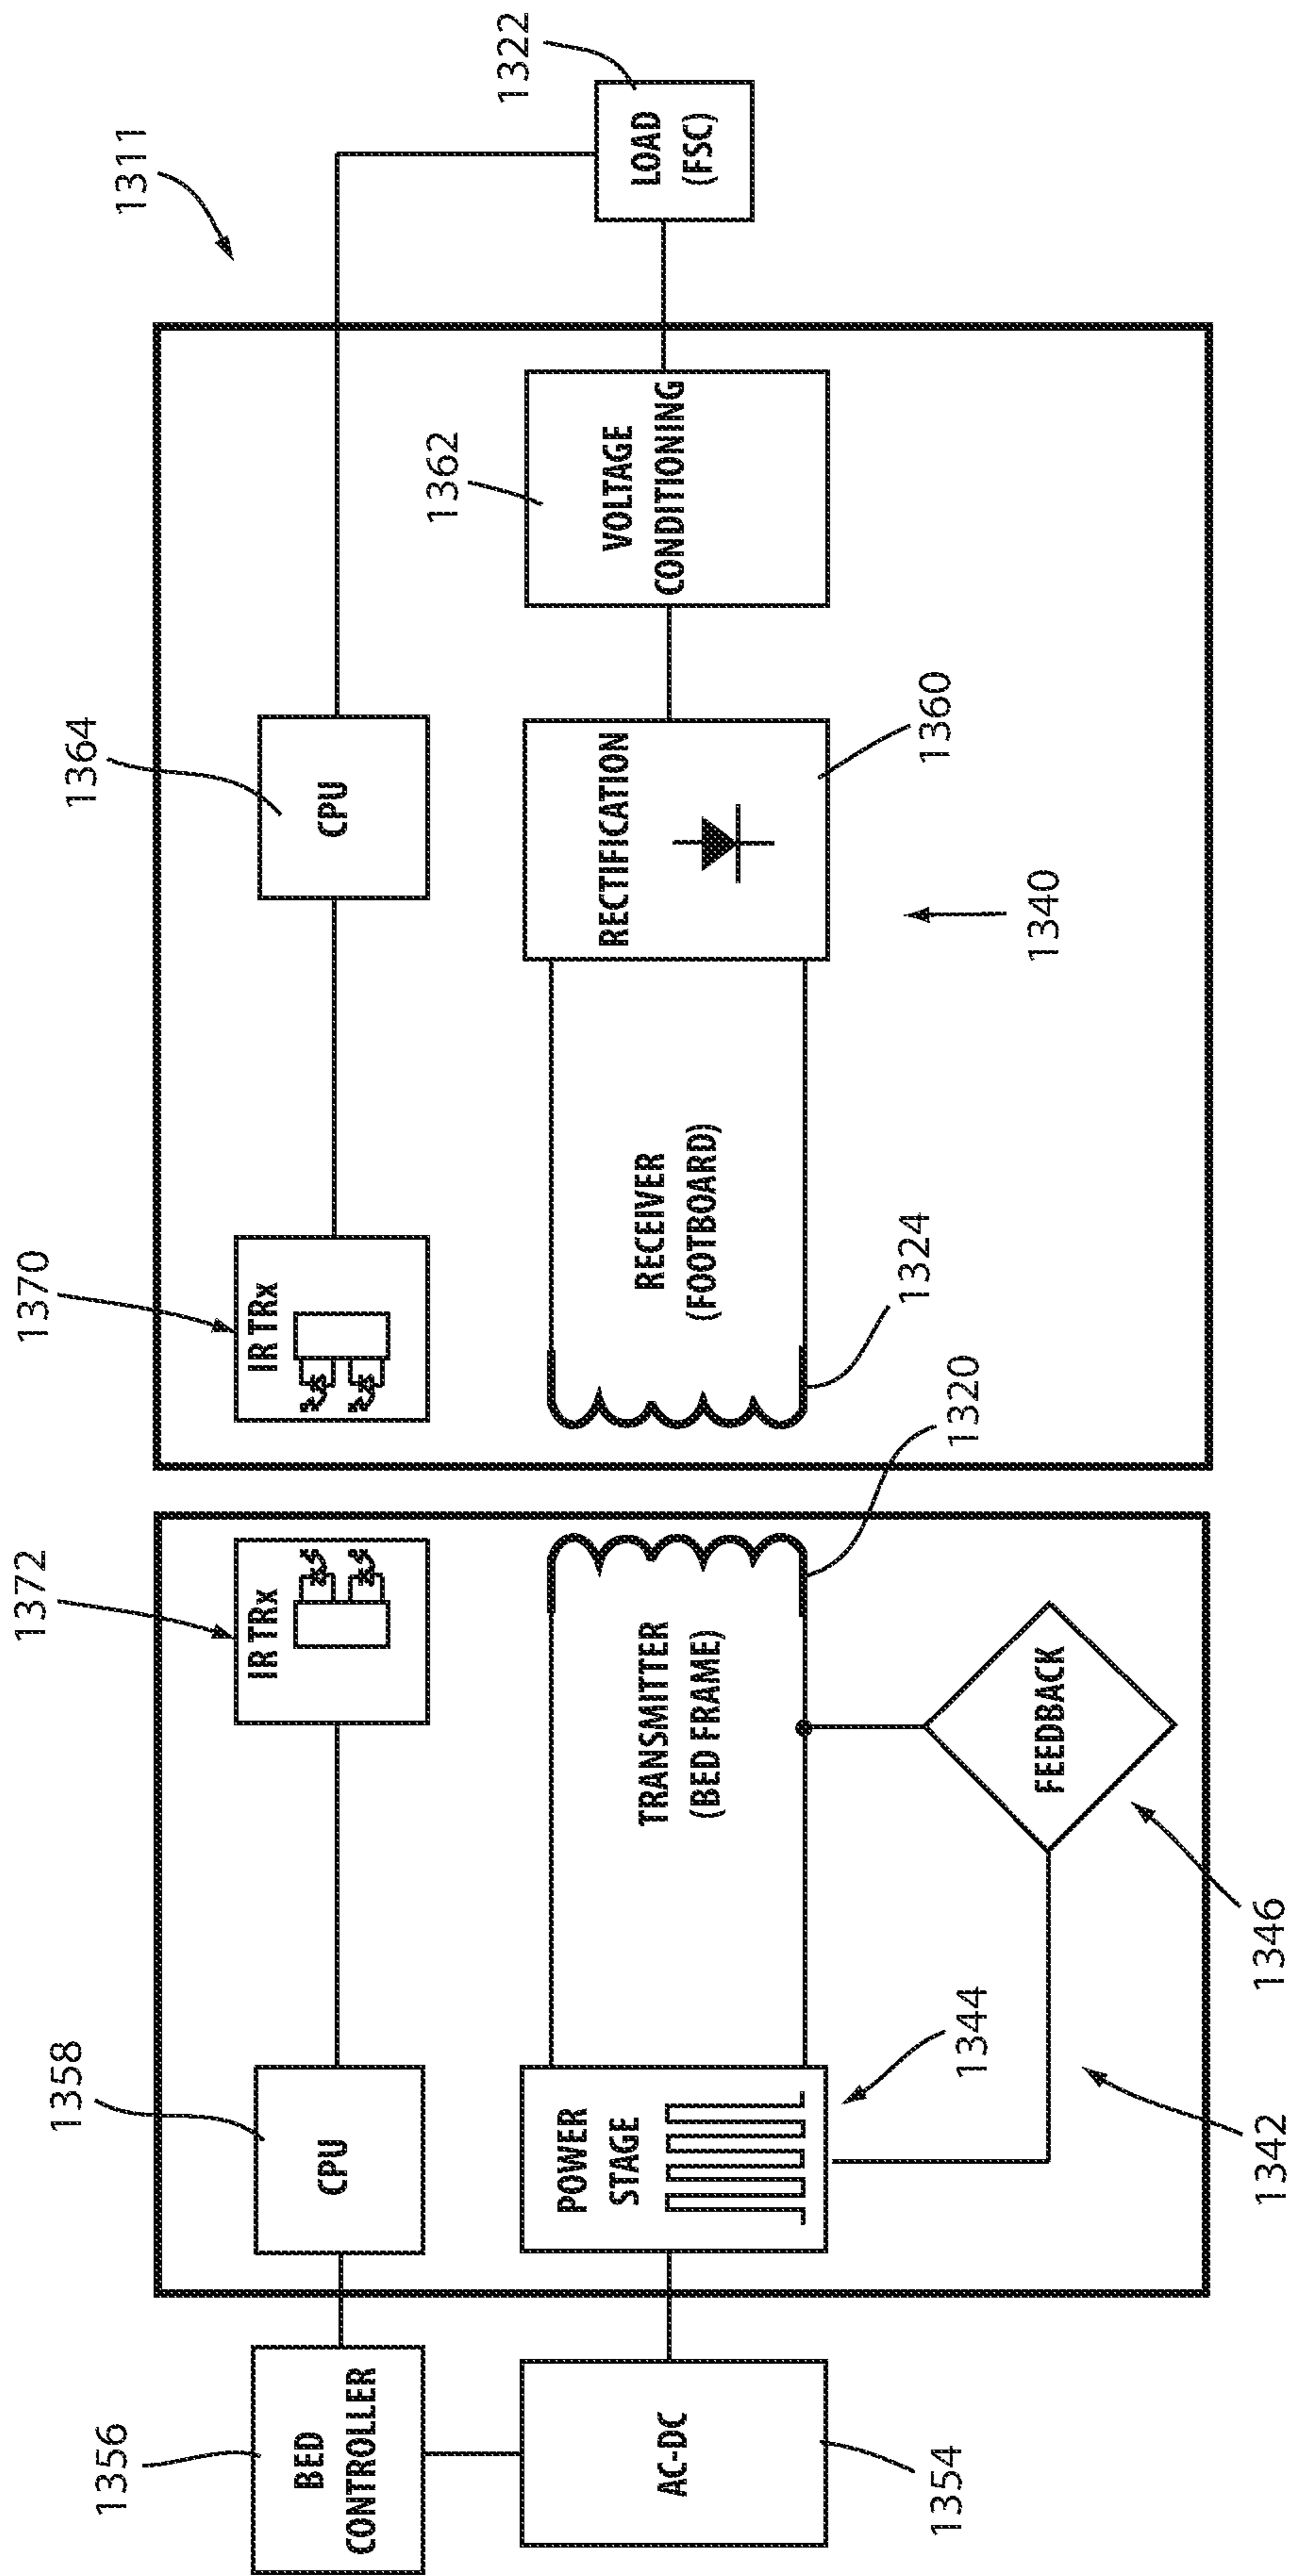 1311
1372
1370
1364
1358
1356
1362
1322
IR TRx
IR TRx
CPU
CPU
BED
CONTROLLER
AC-DC
POWER
STAGE
TRANSMITTER
(BED FRAME)
RECEIVER
(FOOTBOARD)
RECTIFICATION
VOLTAGE
CONDITIONING
LOAD
(FSC)
FEEDBACK
1354
1344
1342
1346
1320
1324
1340
1360